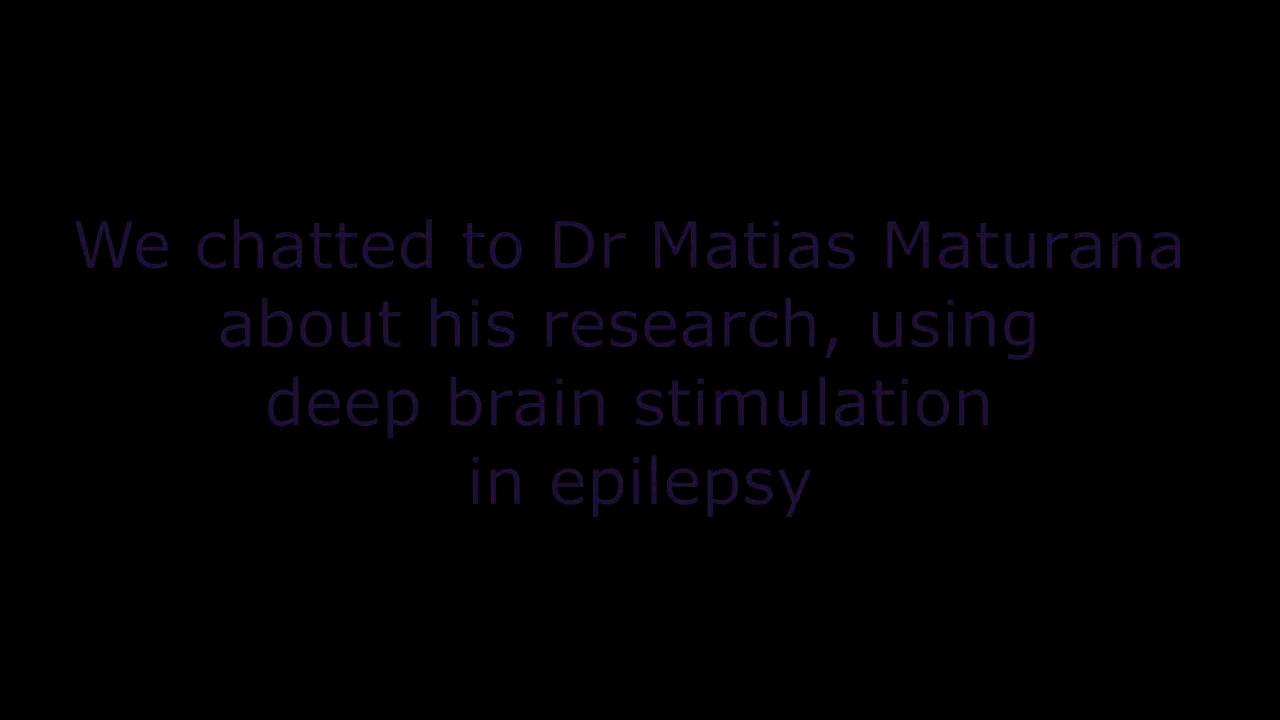 We chatted to Dr Matias Maturana
about his research, using
deep brain stimulation
in epilepsy